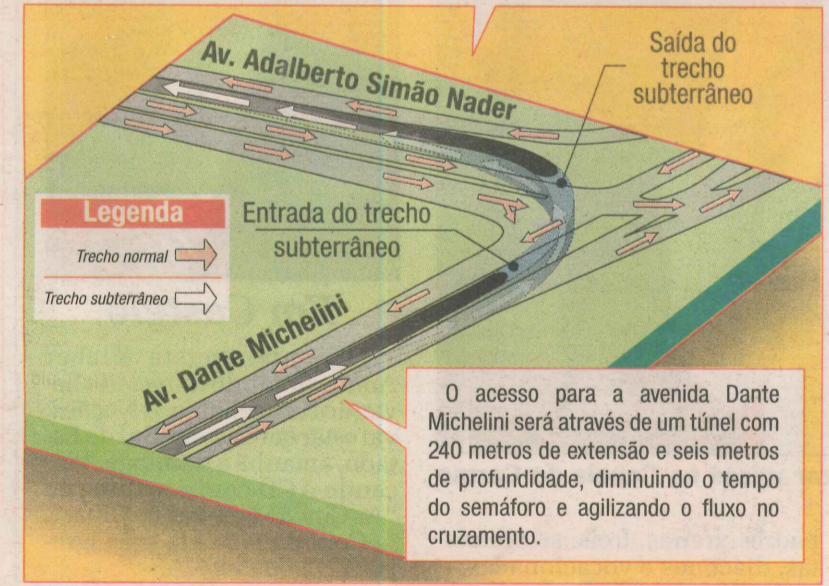 Av. Adalberto Simão Nader
Saída do
trecho
subterrâneo
Legenda
Trecho normal
Trecho subterrâneo
Entrada do trecho
subterrâneo
Av. Dante Michelini
O acesso para a avenida Dante
Michelini será através de um túnel com
240 metros de extensão e seis metros
de profundidade, diminuindo o tempo
do semáforo e agilizando o fluxo no
cruzamento.